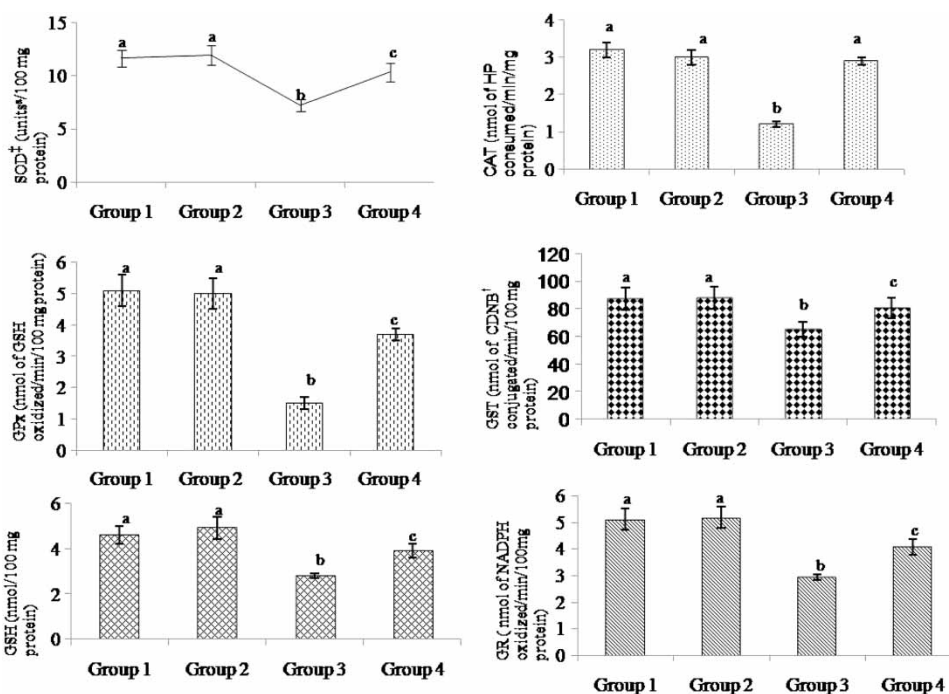 SOD‡ (units*/100 mg
protein)
15
10
5
0
a
a
b
c
Group 1 Group 2 Group 3 Group 4
CAT (nmol of HP
consumed/min/mg
protein)
4
3
2
1
0
a
a
b
a
Group 1 Group 2 Group 3 Group 4
GPx (nmol of GSH
oxidized/min/100 mg protein)
6
5
4
3
2
1
0
a
a
b
c
Group 1 Group 2 Group 3 Group 4
GST (nmol of CDNB†
conjugated/min/100 mg
protein)
120
100
80
60
40
20
0
a
a
b
c
Group 1 Group 2 Group 3 Group 4
GSH (nmol/100 mg
protein)
6
4
2
0
a
a
b
c
Group 1 Group 2 Group 3 Group 4
GR ( nmol of NADPH
oxidized/min/100mg
protein)
6
5
4
3
2
1
0
a
a
b
c
Group 1 Group 2 Group 3 Group 4